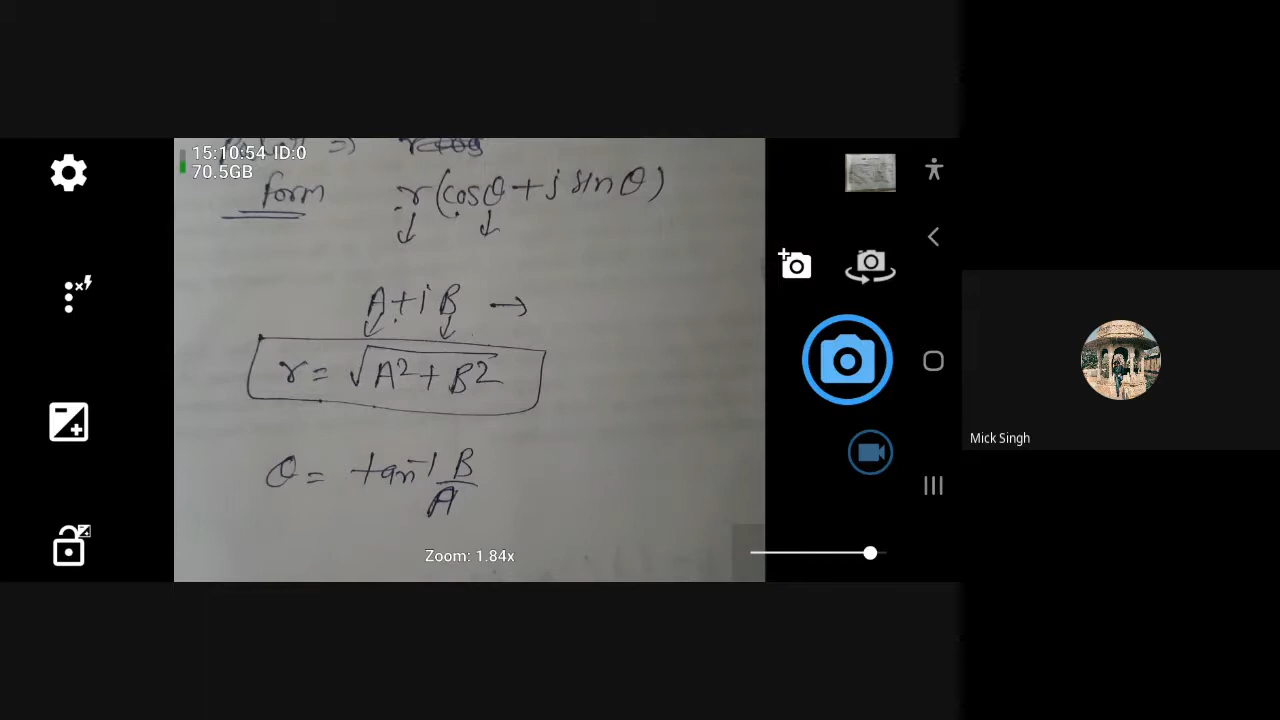 15:10:54 ID:0
70.5GB
form r(cosθ + j sinθ)
A + i B →
r = √A² + B²
θ = tan⁻¹ B/A
Zoom: 1.84x
Mick Singh